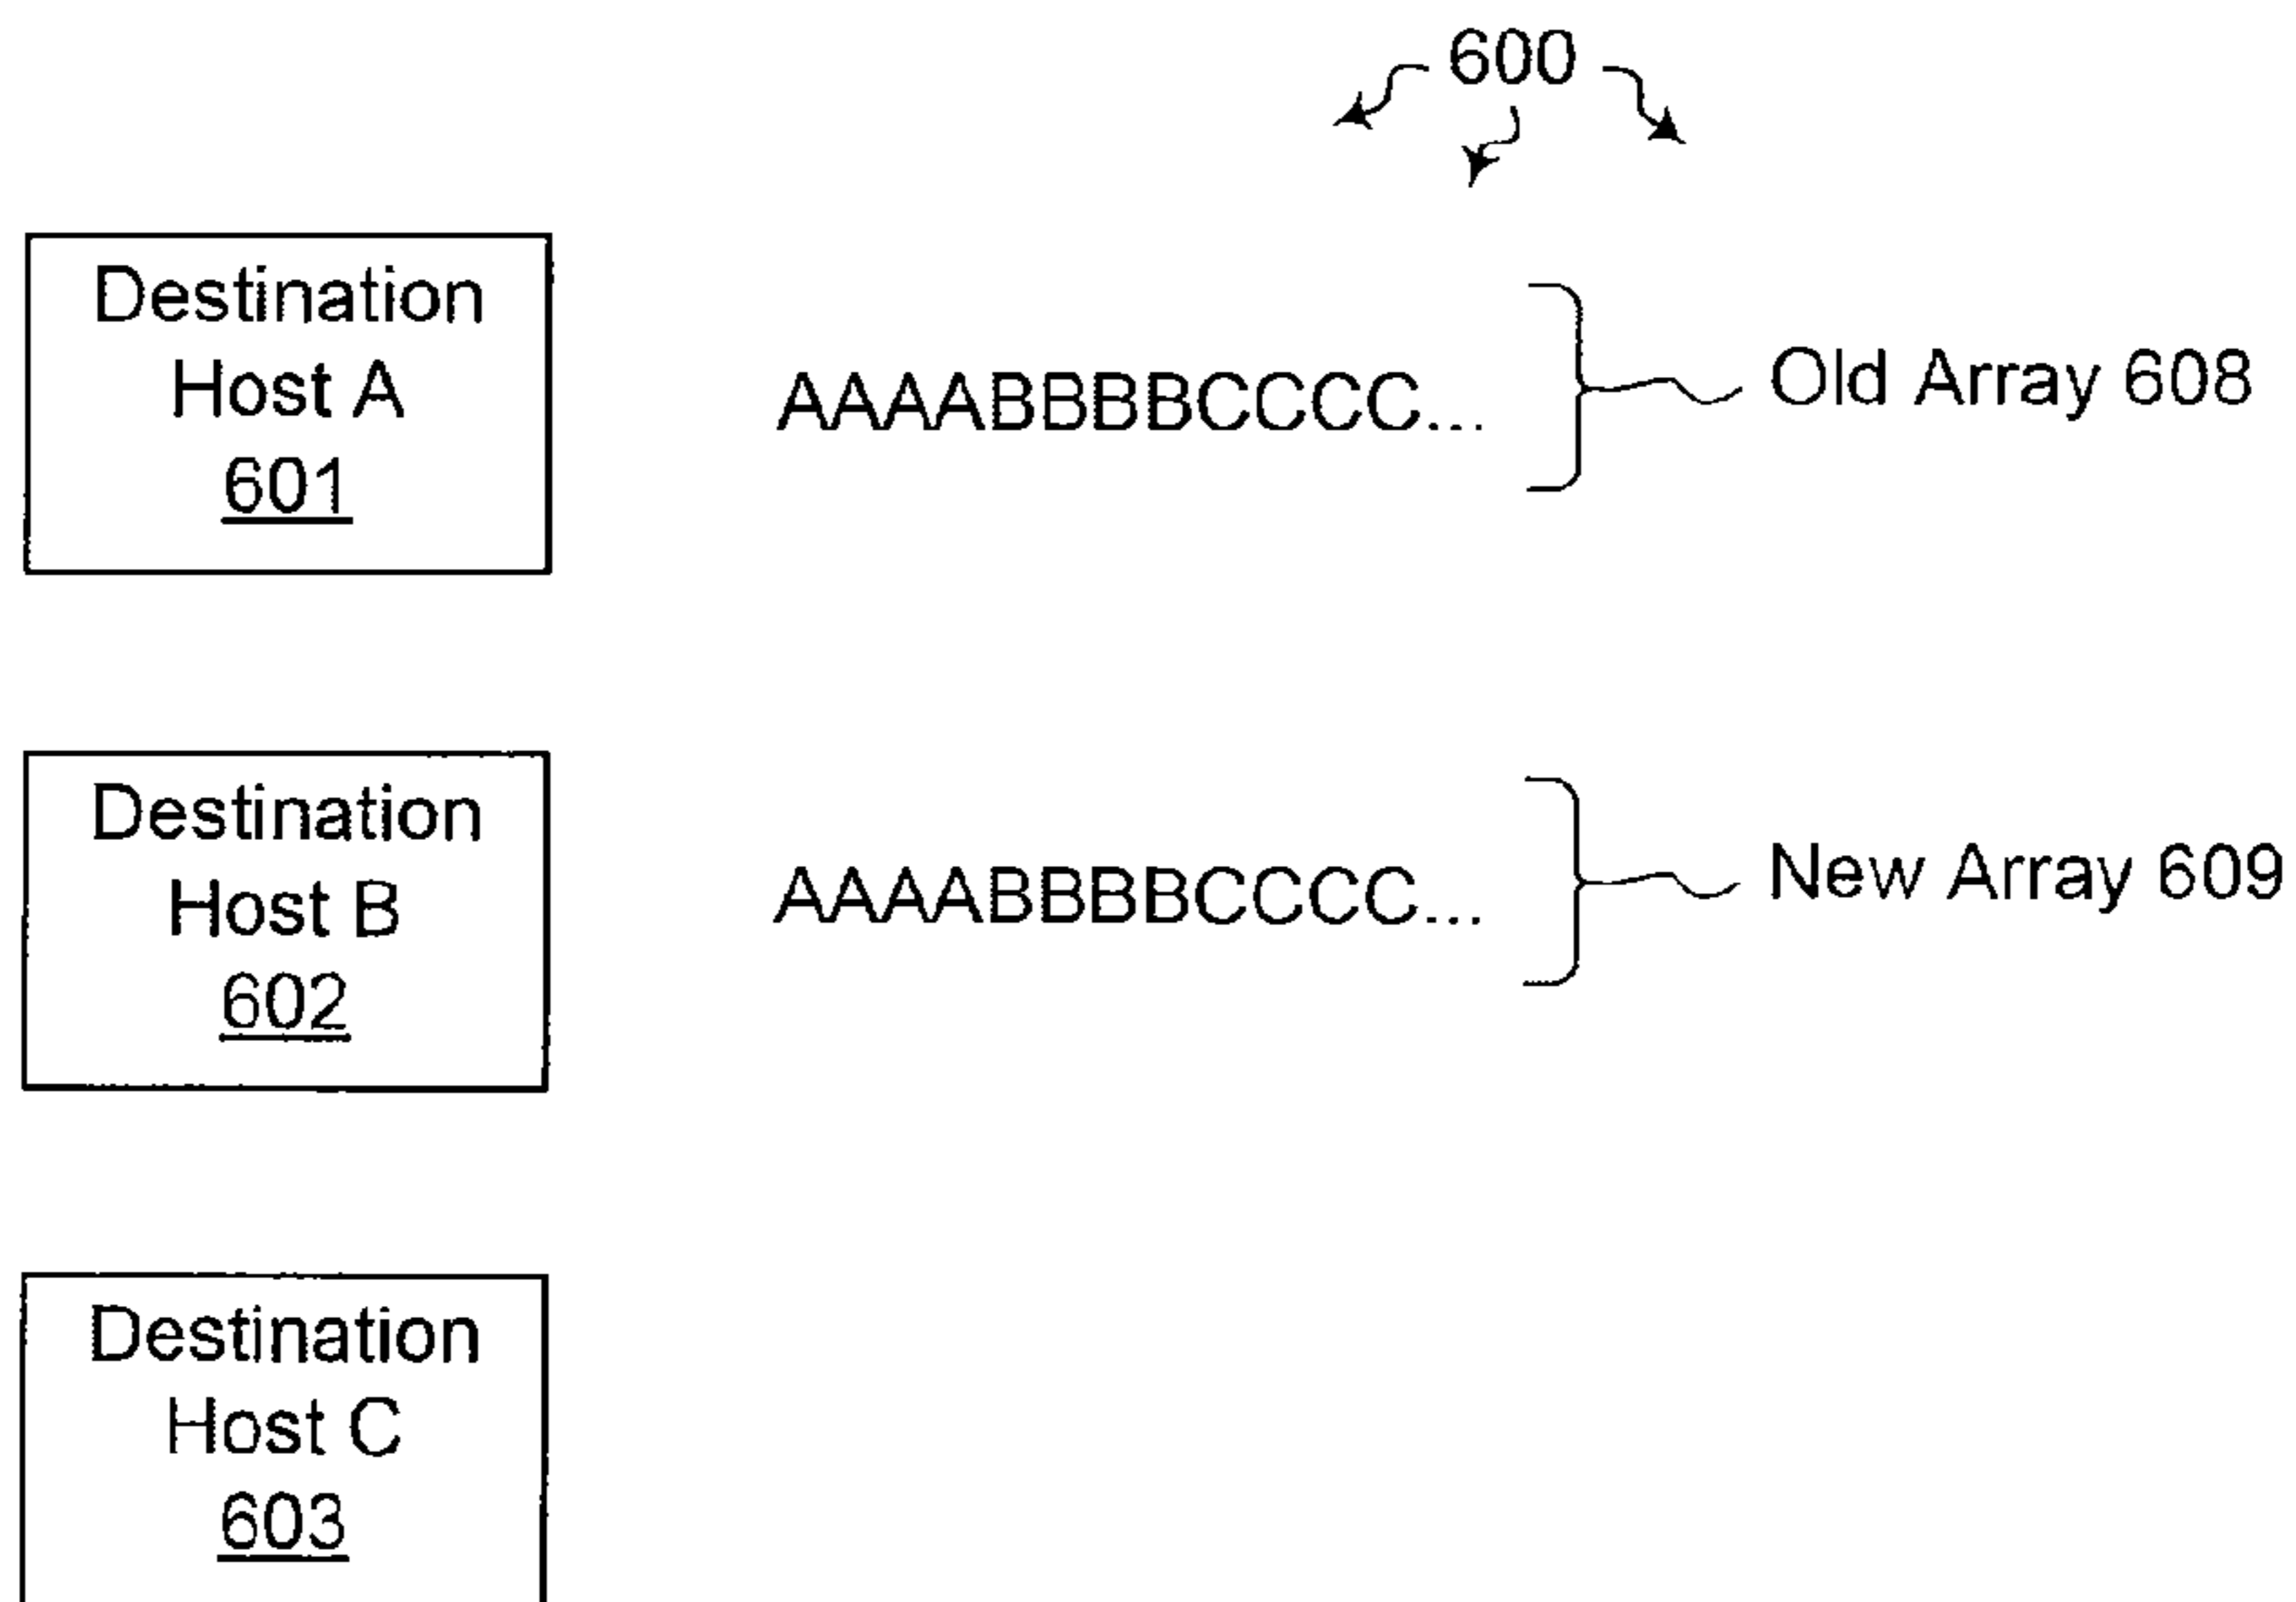 600
Destination
Host A
601
AAAABBBBCCCC...
Old Array 608
Destination
Host B
602
AAAABBBBCCCC...
New Array 609
Destination
Host C
603